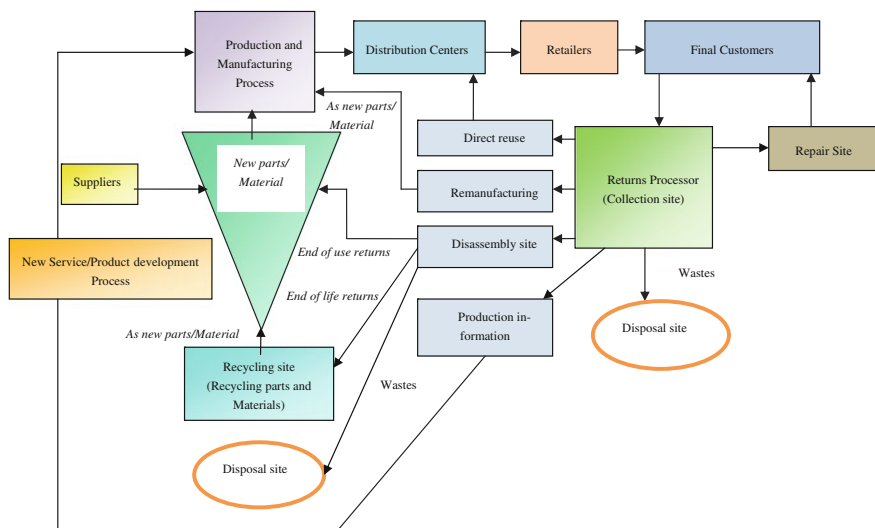 Production and
Manufacturing
Process
Distribution Centers
Retailers
Final Customers
As new parts/
Material
Direct reuse
Repair Site
New parts/
Material
Suppliers
Remanufacturing
Returns Processor
(Collection site)
New Service/Product development
Process
End of use returns
Disassembly site
Wastes
End of life returns
Production in-
formation
Disposal site
As new parts/Material
Recycling site
(Recycling parts and
Materials)
Wastes
Disposal site